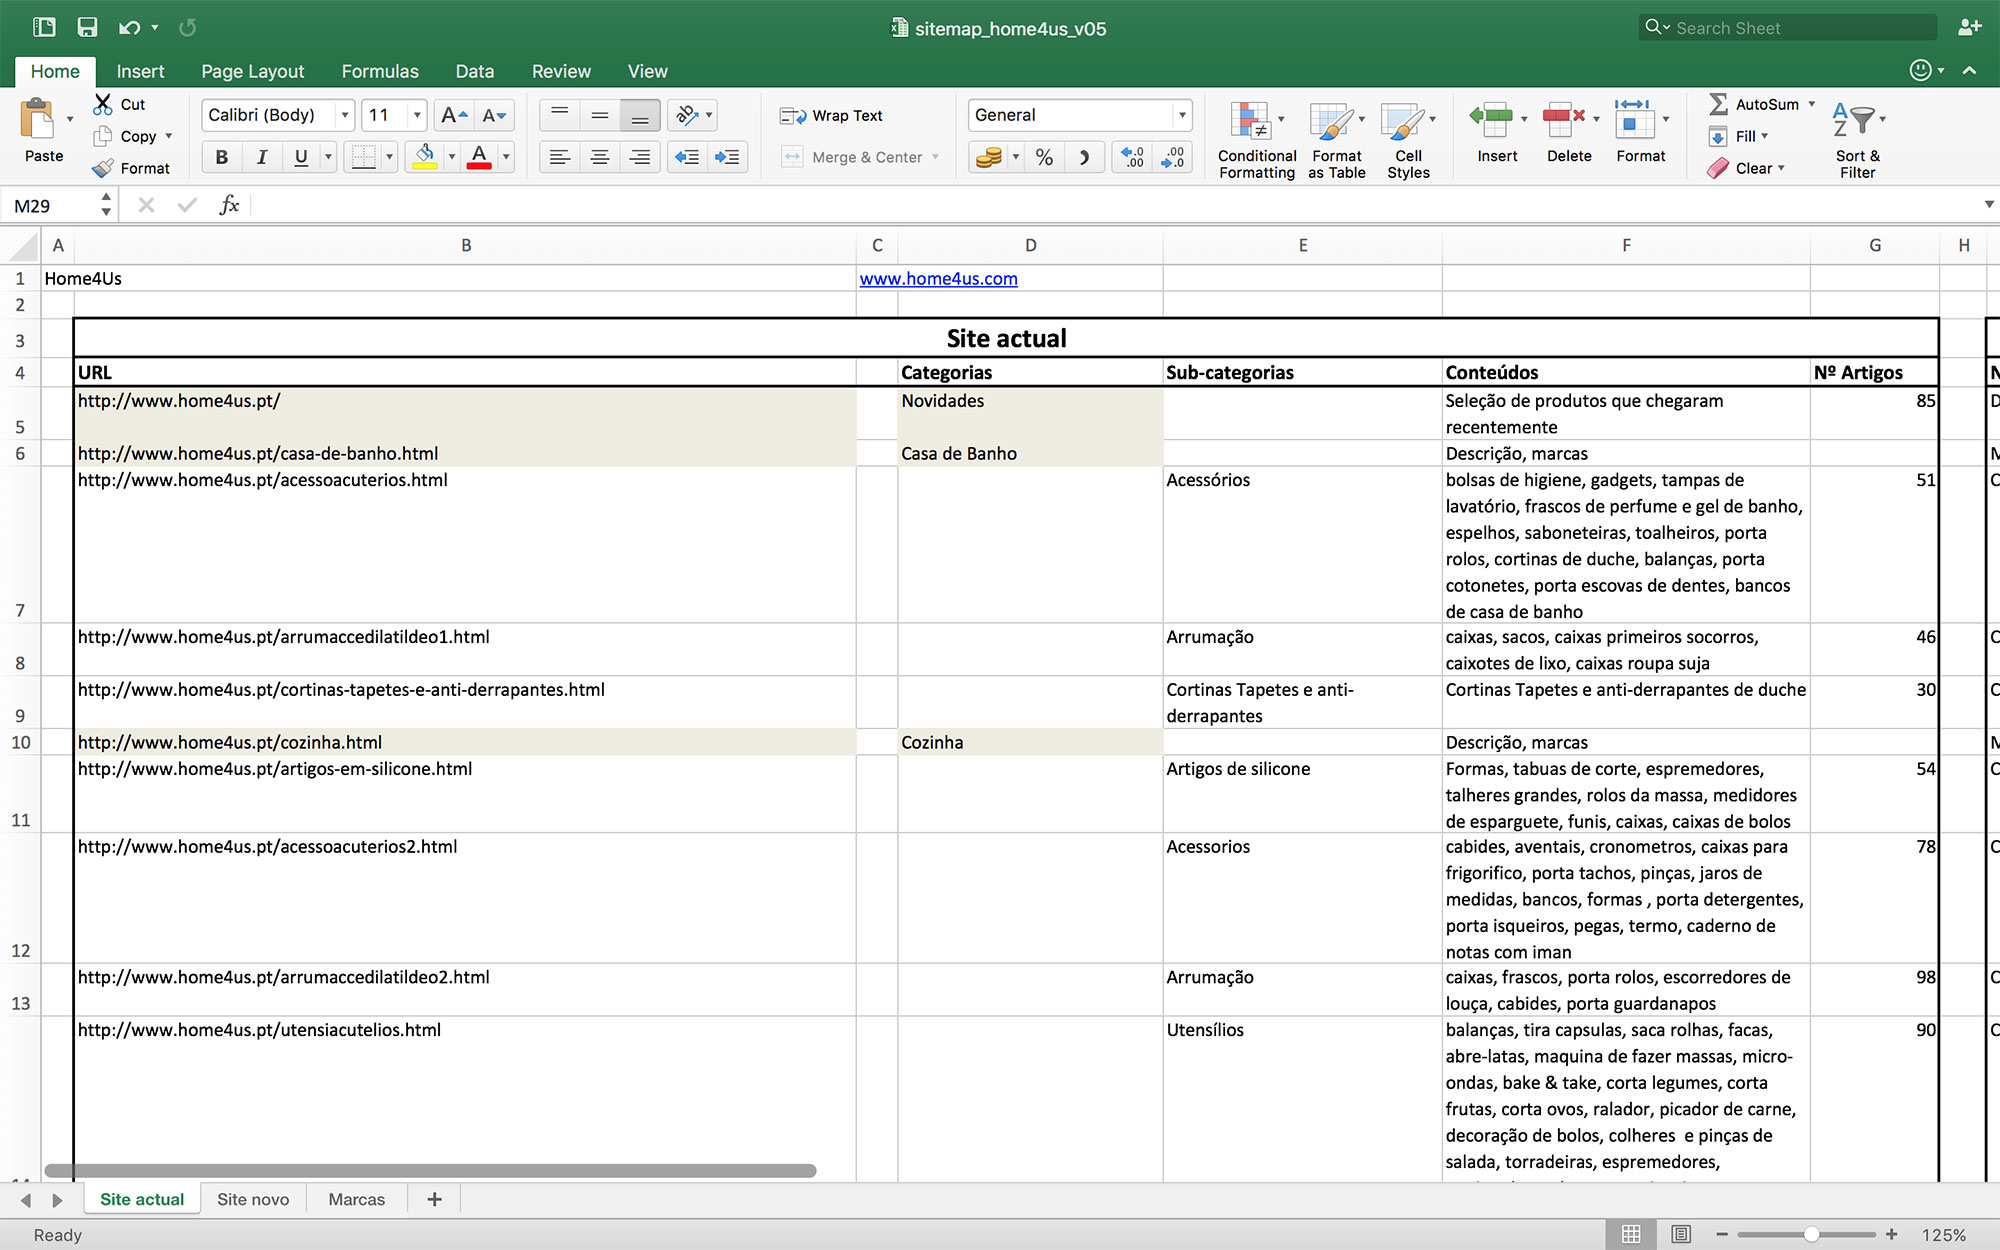 sitemap_home4us_v05
Search Sheet
Home Insert Page Layout Formulas Data Review View
Paste
Cut
Copy
Format
Calibri (Body) 11 A A
B I U A
Wrap Text
Merge & Center
General
%
Conditional Formatting
Format as Table
Cell Styles
Insert
Delete
Format
AutoSum
Fill
Clear
Sort & Filter
M29 fx
A B C D E F G H
1 Home4Us www.home4us.com
2
3 Site actual
4 URL Categorias Sub-categorias Conteúdos Nº Artigos
5 http://www.home4us.pt/ Novidades Seleção de produtos que chegaram 85
recentemente
6 http://www.home4us.pt/casa-de-banho.html Casa de Banho Descrição, marcas
7 http://www.home4us.pt/acessoacuterios.html Acessórios bolsas de higiene, gadgets, tampas de 51
lavatório, frascos de perfume e gel de banho,
espelhos, saboneteiras, toalheiros, porta
rolos, cortinas de duche, balanças, porta
cotonetes, porta escovas de dentes, bancos
de casa de banho
8 http://www.home4us.pt/arrumaccedilatildeo1.html Arrumação caixas, sacos, caixas primeiros socorros, 46
caixotes de lixo, caixas roupa suja
9 http://www.home4us.pt/cortinas-tapetes-e-anti-derrapantes.html Cortinas Tapetes e anti- Cortinas Tapetes e anti-derrapantes de duche 30
derrapantes
10 http://www.home4us.pt/cozinha.html Cozinha Descrição, marcas
11 http://www.home4us.pt/artigos-em-silicone.html Artigos de silicone Formas, tabuas de corte, espremedores, 54
talheres grandes, rolos da massa, medidores
de esparguete, funis, caixas, caixas de bolos
12 http://www.home4us.pt/acessoacuterios2.html Acessorios cabides, aventais, cronometros, caixas para 78
frigorifico, porta tachos, pinças, jaros de
medidas, bancos, formas , porta detergentes,
porta isqueiros, pegas, termo, caderno de
notas com iman
13 http://www.home4us.pt/arrumaccedilatildeo2.html Arrumação caixas, frascos, porta rolos, escorredores de 98
louça, cabides, porta guardanapos
http://www.home4us.pt/utensiacutelios.html Utensílios balanças, tira capsulas, saca rolhas, facas, 90
abre-latas, maquina de fazer massas, micro-
ondas, bake & take, corta legumes, corta
frutas, corta ovos, ralador, picador de carne,
decoração de bolos, colheres e pinças de
salada, torradeiras, espremedores,
Site actual Site novo Marcas +
Ready 125%